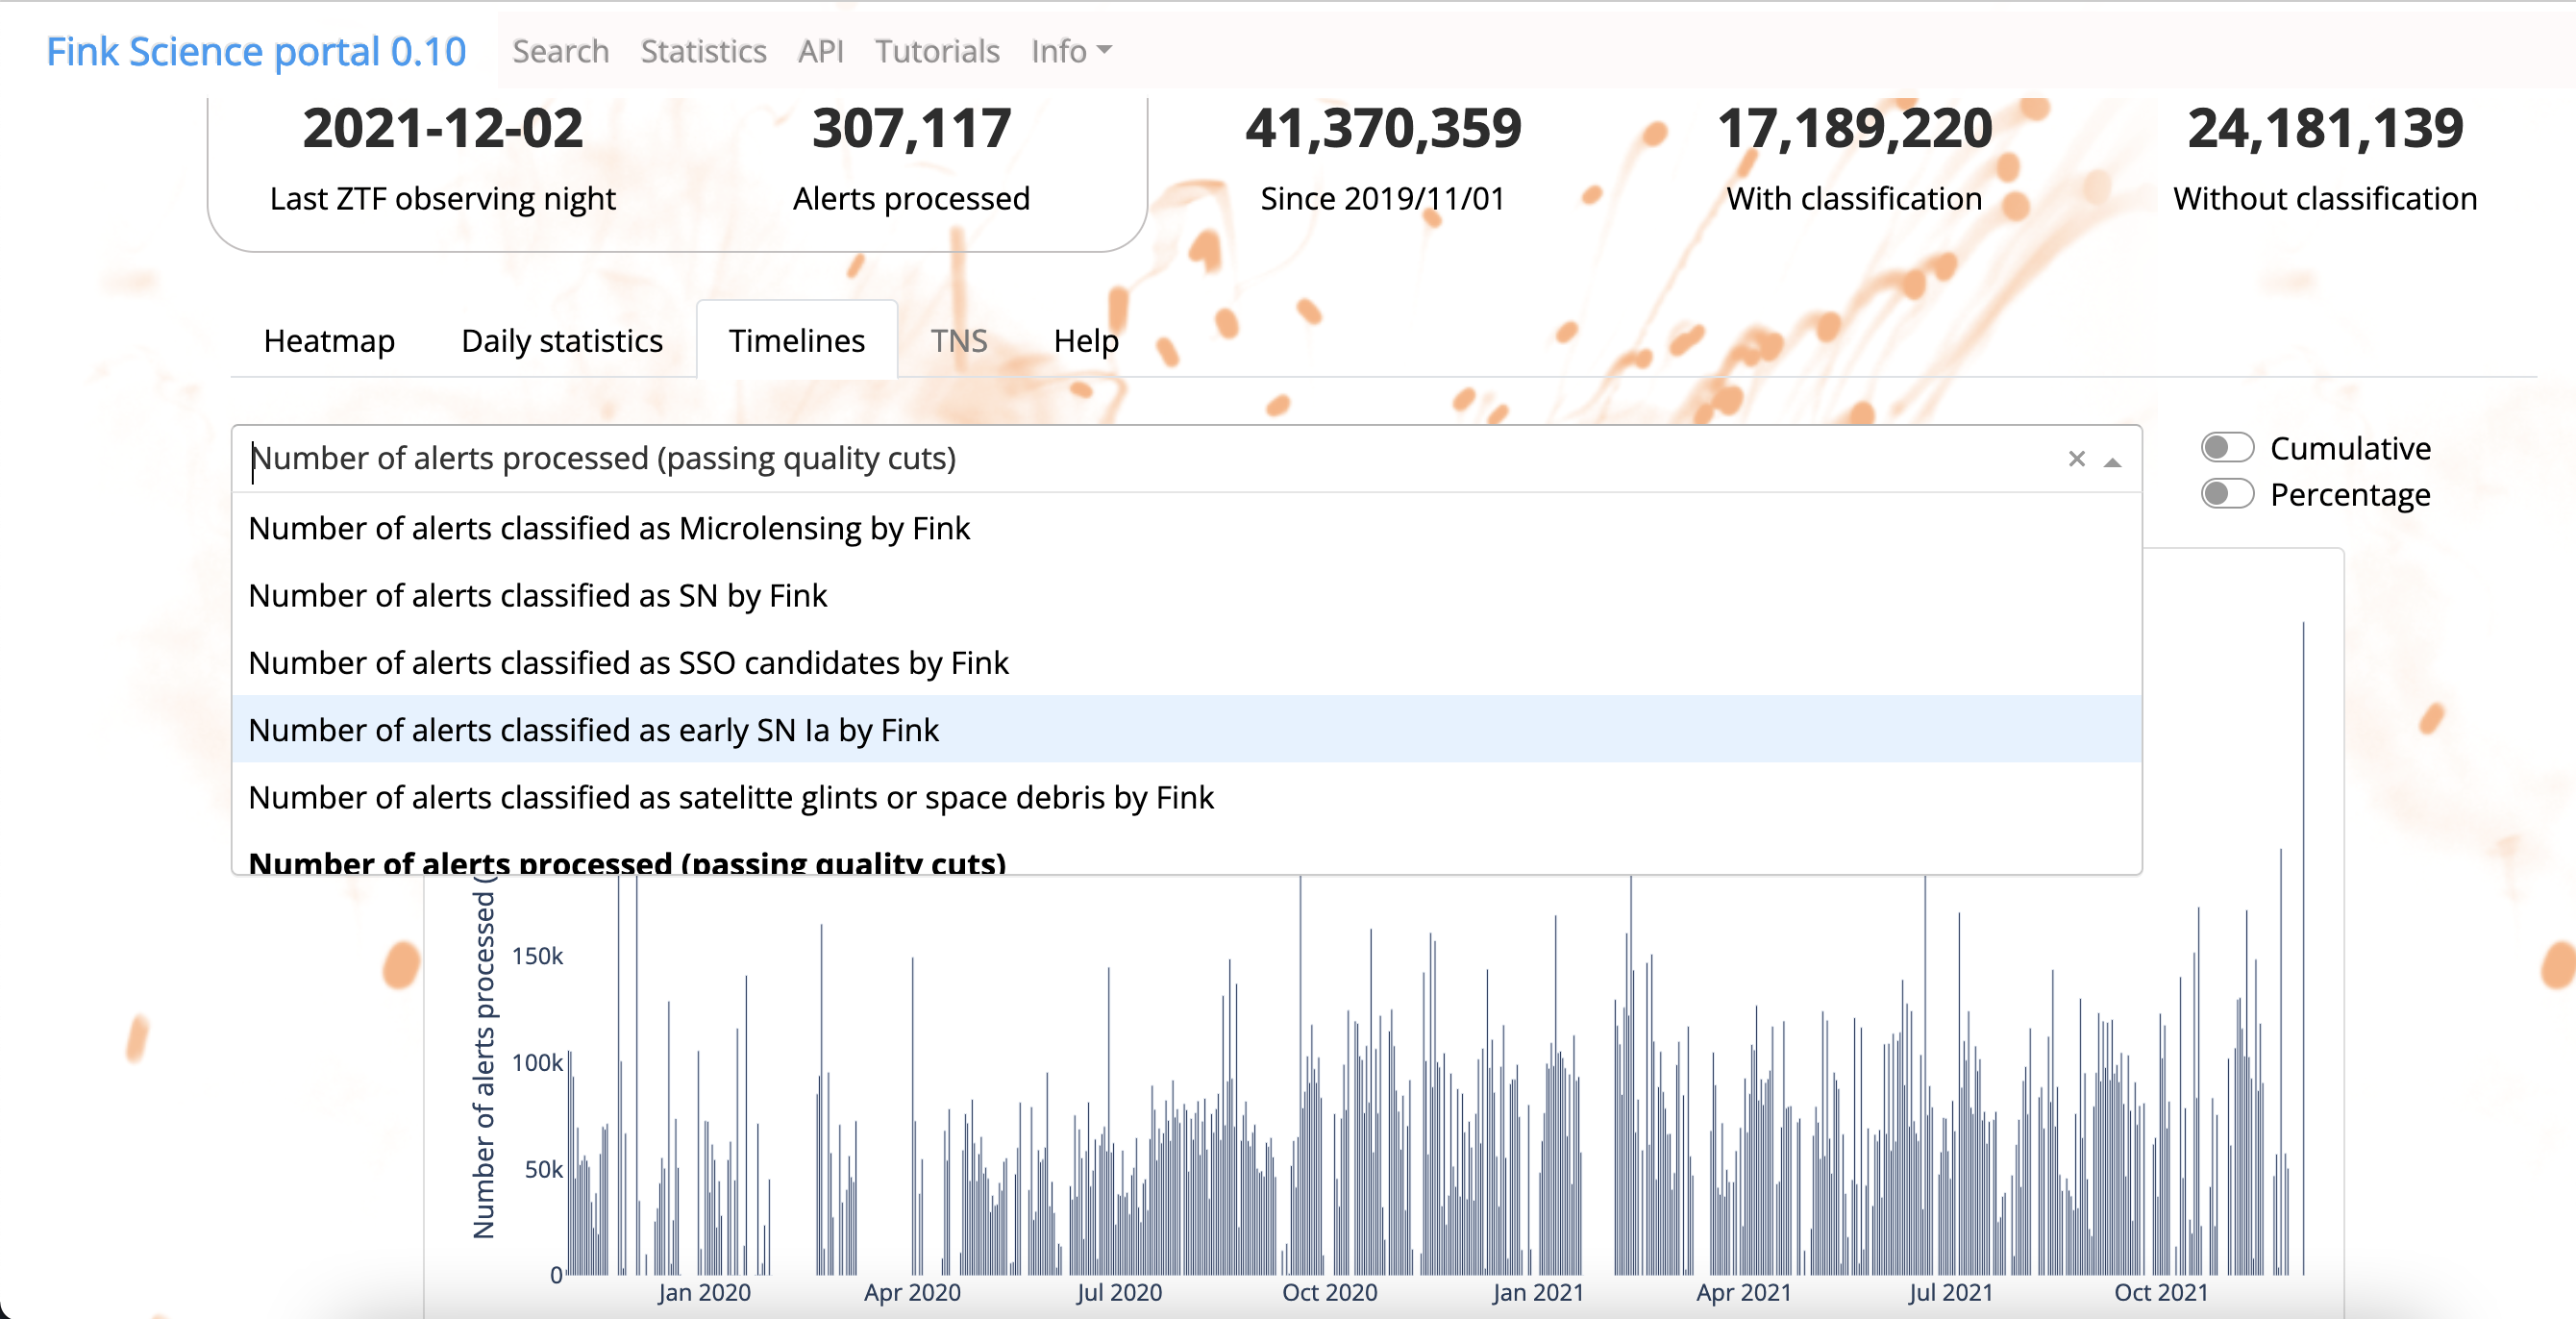 Fink Science portal 0.10 Search Statistics API Tutorials Info
2021-12-02 307,117 41,370,359 17,189,220 24,181,139
Last ZTF observing night Alerts processed Since 2019/11/01 With classification Without classification
Heatmap Daily statistics Timelines TNS Help
Number of alerts processed (passing quality cuts)
Cumulative
Percentage
Number of alerts classified as Microlensing by Fink
Number of alerts classified as SN by Fink
Number of alerts classified as SSO candidates by Fink
Number of alerts classified as early SN Ia by Fink
Number of alerts classified as satelitte glints or space debris by Fink
Number of alerts processed (passing quality cuts)
Number of alerts processed (
150k
100k
50k
0
Jan 2020 Apr 2020 Jul 2020 Oct 2020 Jan 2021 Apr 2021 Jul 2021 Oct 2021